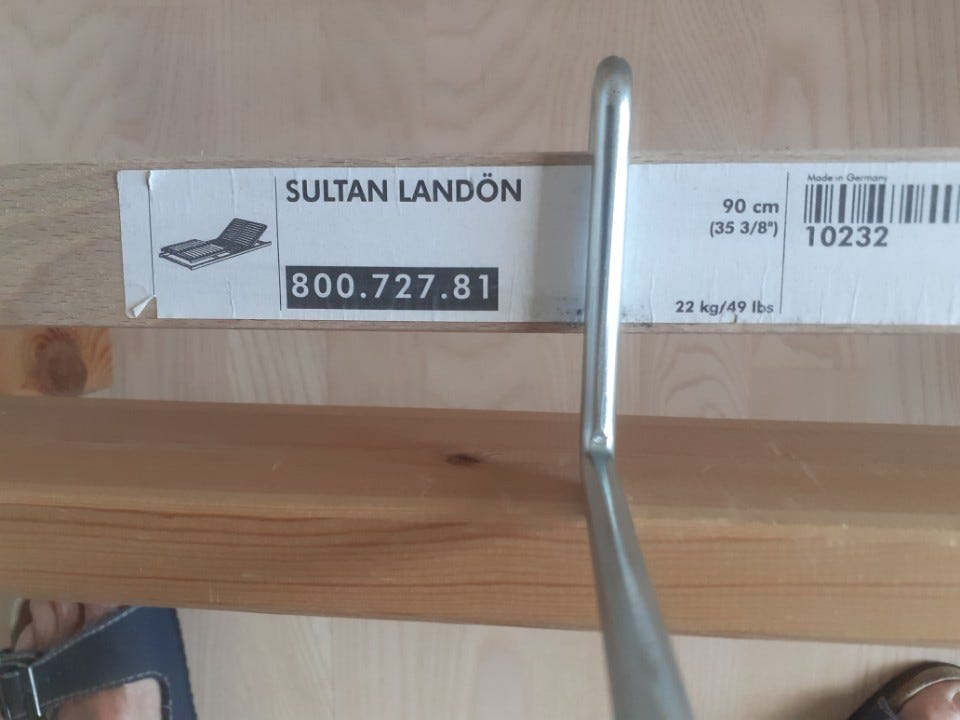 SULTAN LANDÖN
800.727.81
90 cm
(35 3/8")
22 kg/49 lbs
Made in Germany
10232